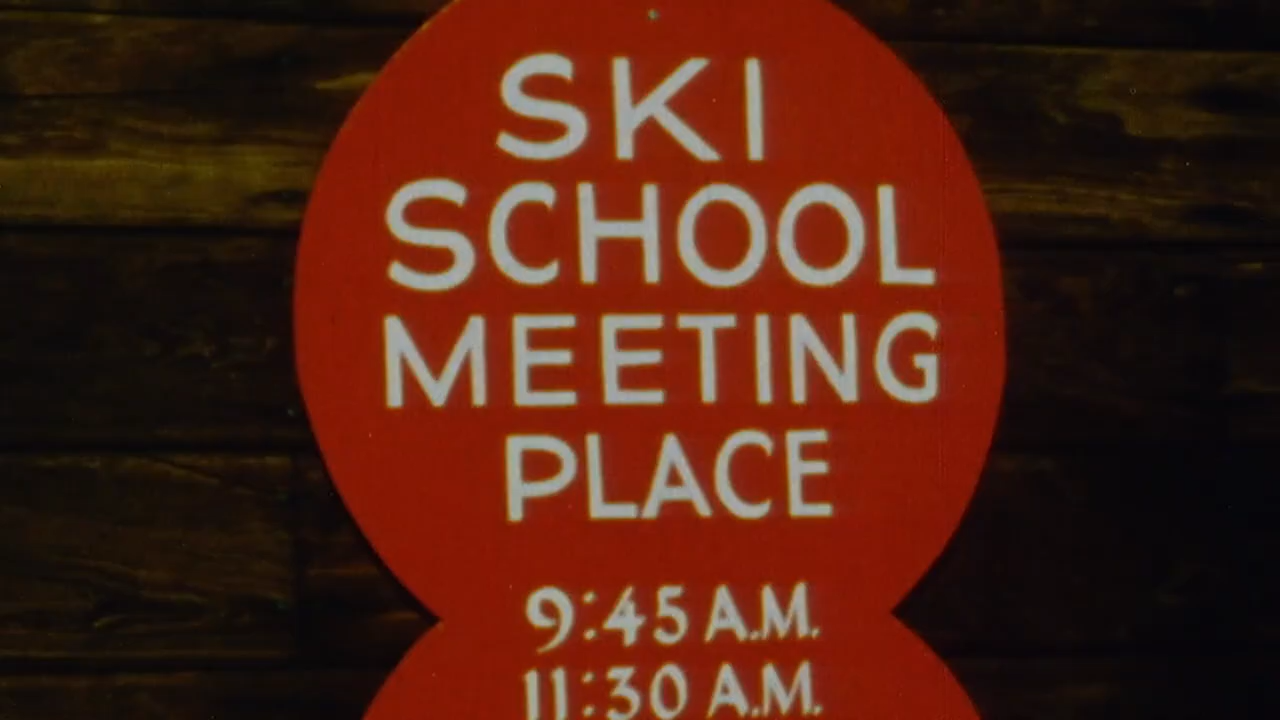 SKI
SCHOOL
MEETING
PLACE
9:45 A.M.
11:30 A.M.